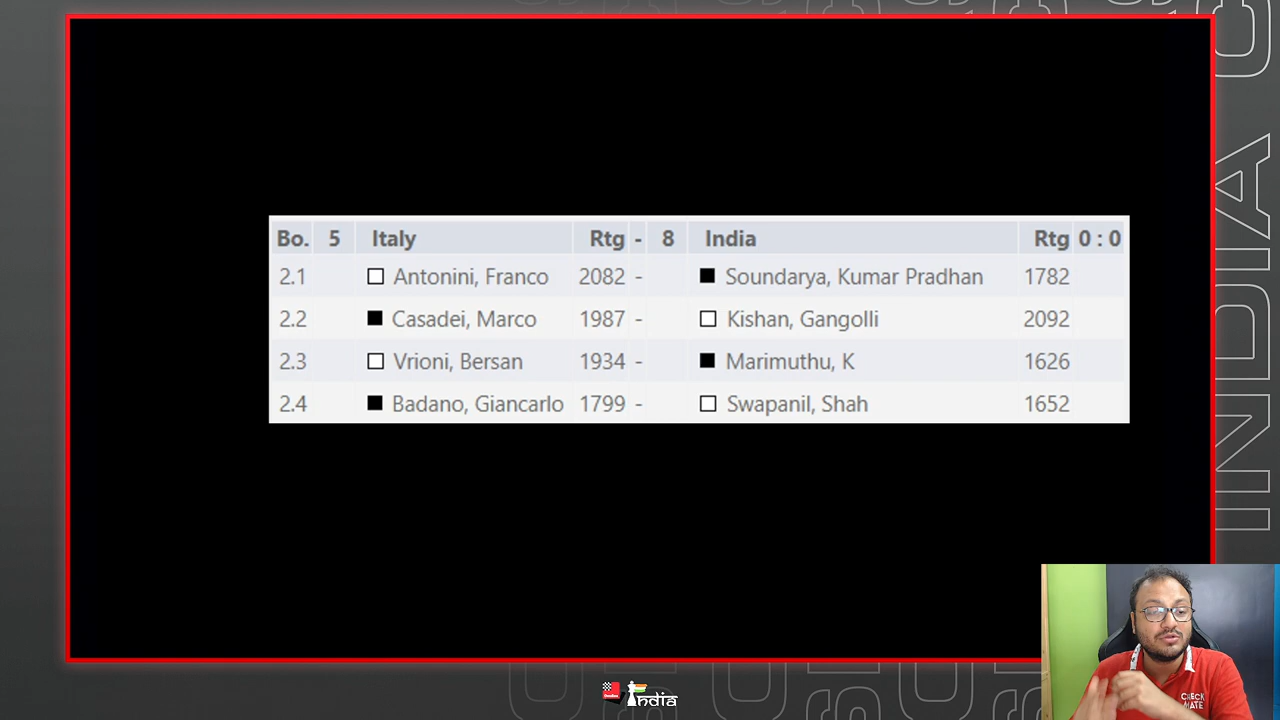 Bo. 5 Italy Rtg - 8 India Rtg 0 : 0
2.1 Antonini, Franco 2082 - Soundarya, Kumar Pradhan 1782
2.2 Casadei, Marco 1987 - Kishan, Gangolli 2092
2.3 Vrioni, Bersan 1934 - Marimuthu, K 1626
2.4 Badano, Giancarlo 1799 - Swapanil, Shah 1652
INDIA
CHECK
MATE
India